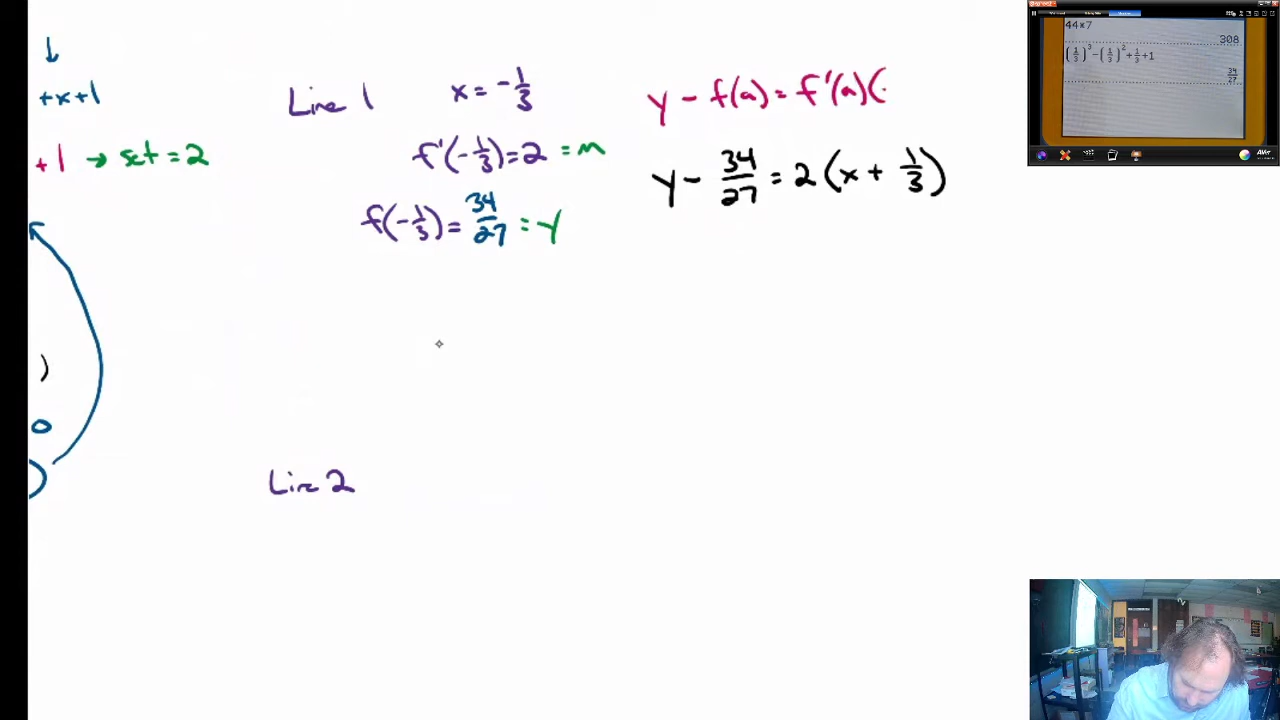 ↓
+x+1
+1 → set = 2
Line 1
x = -1/3
f'(-1/3) = 2 = m
f(-1/3) = 34/27 = y
y - f(a) = f'(a)(
y - 34/27 = 2(x + 1/3)
)
0
)
Line 2
44×7
308
(1/3)^3-(1/3)^2+1/3+1
34/27